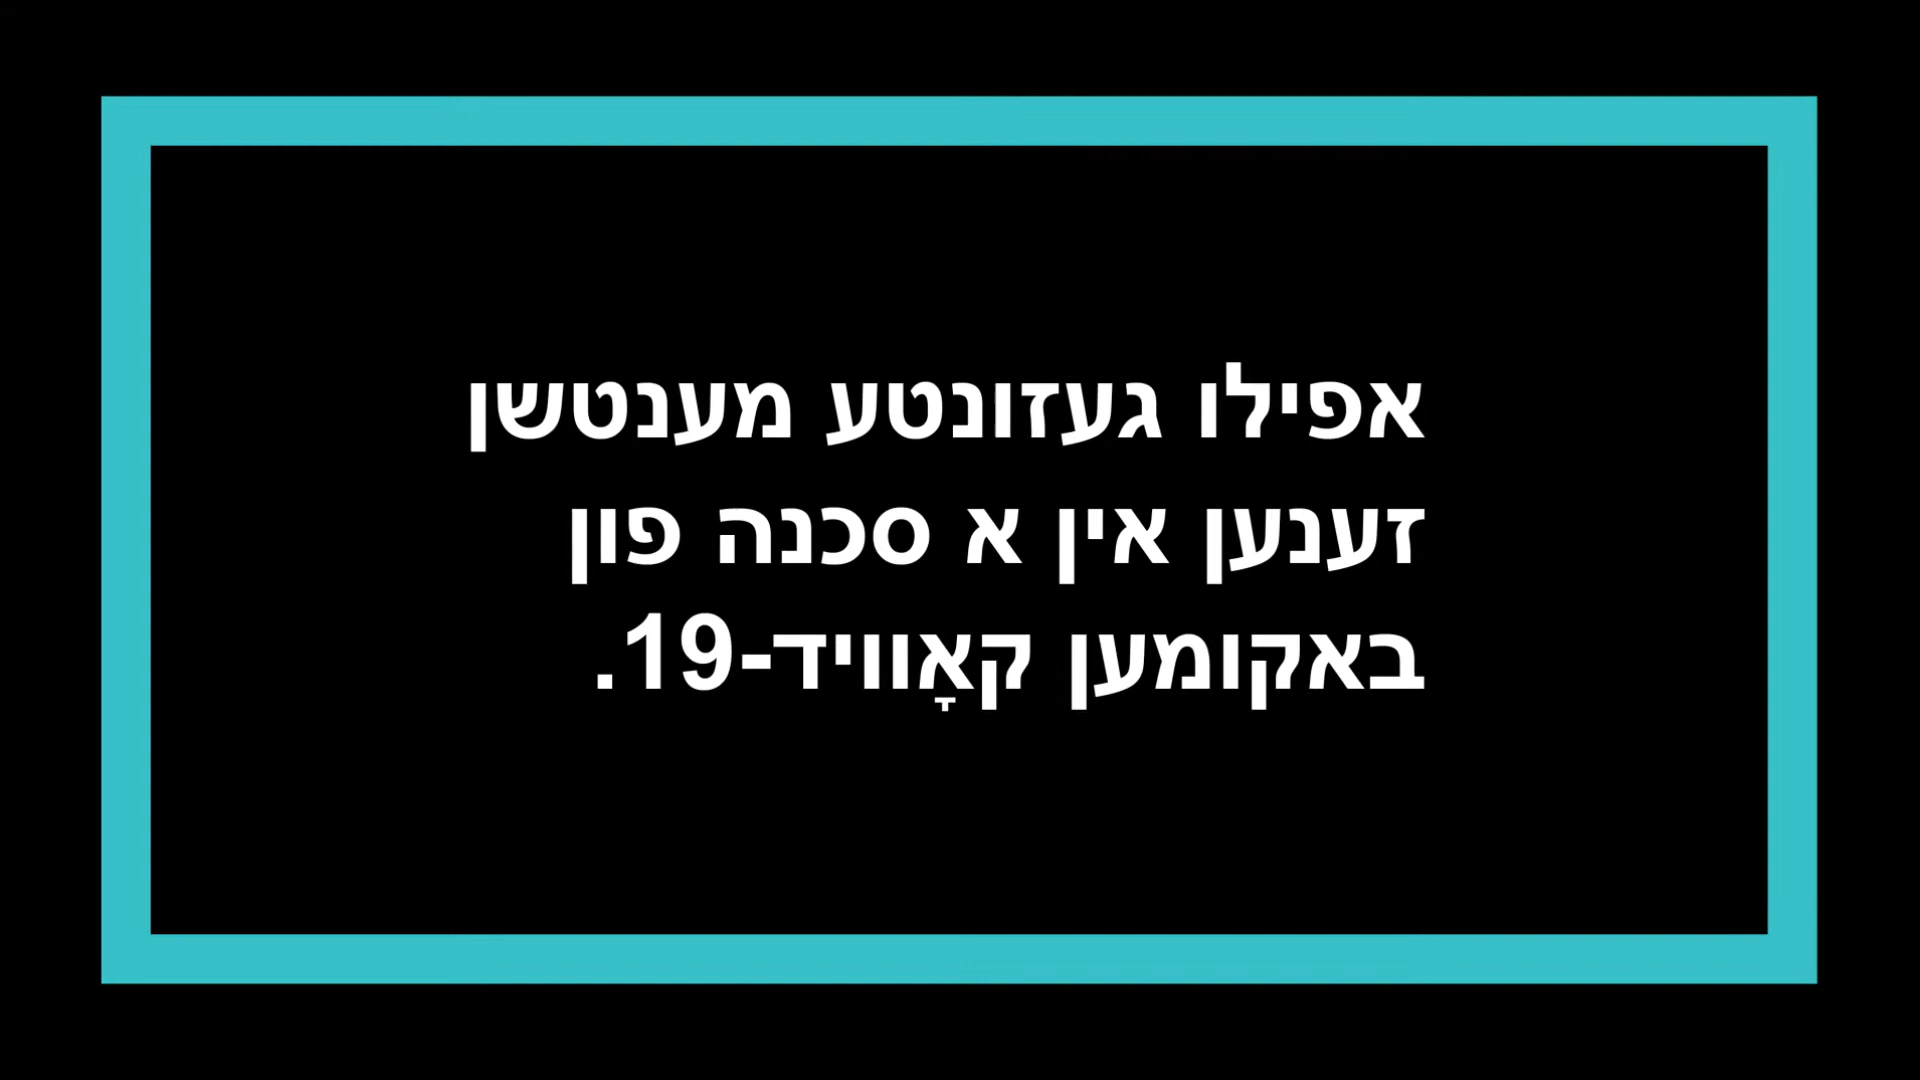 אפילו געזונטע מענטשן
זענען אין א סכנה פון
באקומען קאָוויד-19.